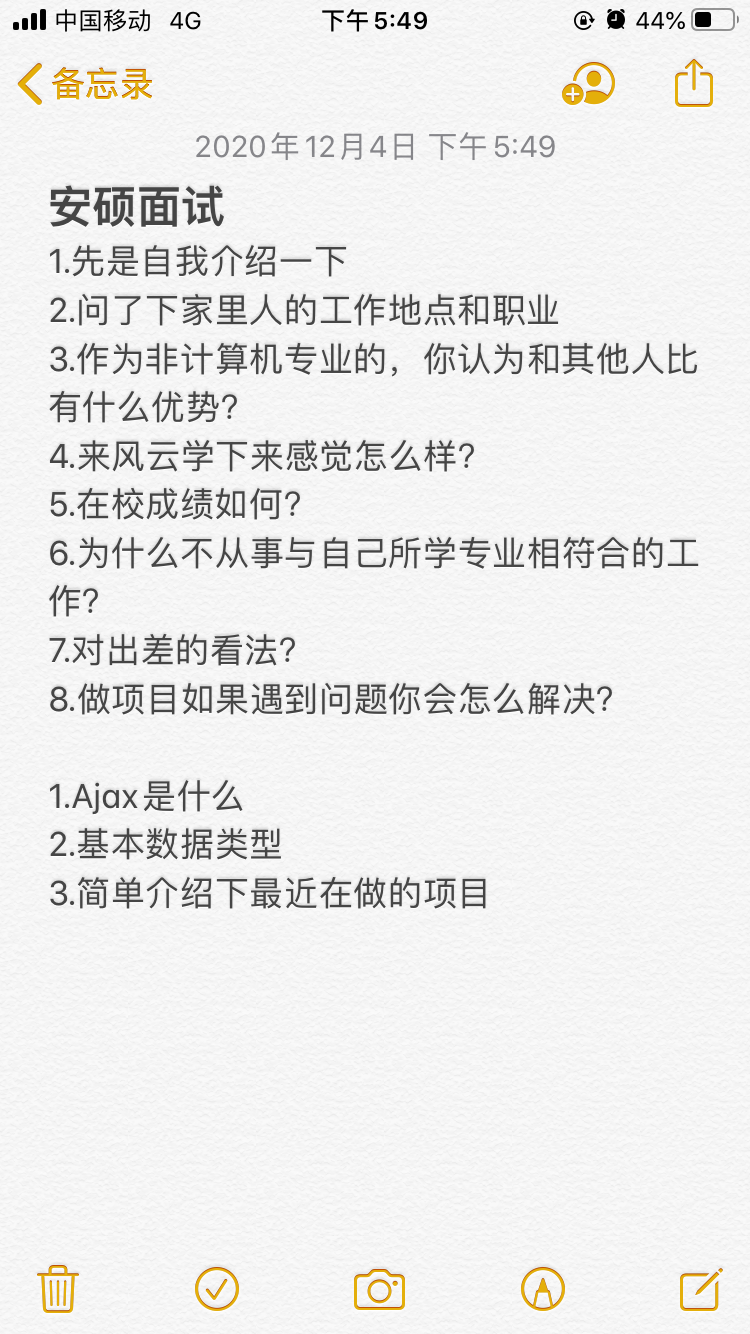 中国移动 4G 下午5:49 44%
备忘录
2020年12月4日 下午5:49
安硕面试
1.先是自我介绍一下
2.问了下家里人的工作地点和职业
3.作为非计算机专业的，你认为和其他人比
有什么优势？
4.来风云学下来感觉怎么样？
5.在校成绩如何？
6.为什么不从事与自己所学专业相符合的工
作？
7.对出差的看法？
8.做项目如果遇到问题你会怎么解决？
1.Ajax是什么
2.基本数据类型
3.简单介绍下最近在做的项目